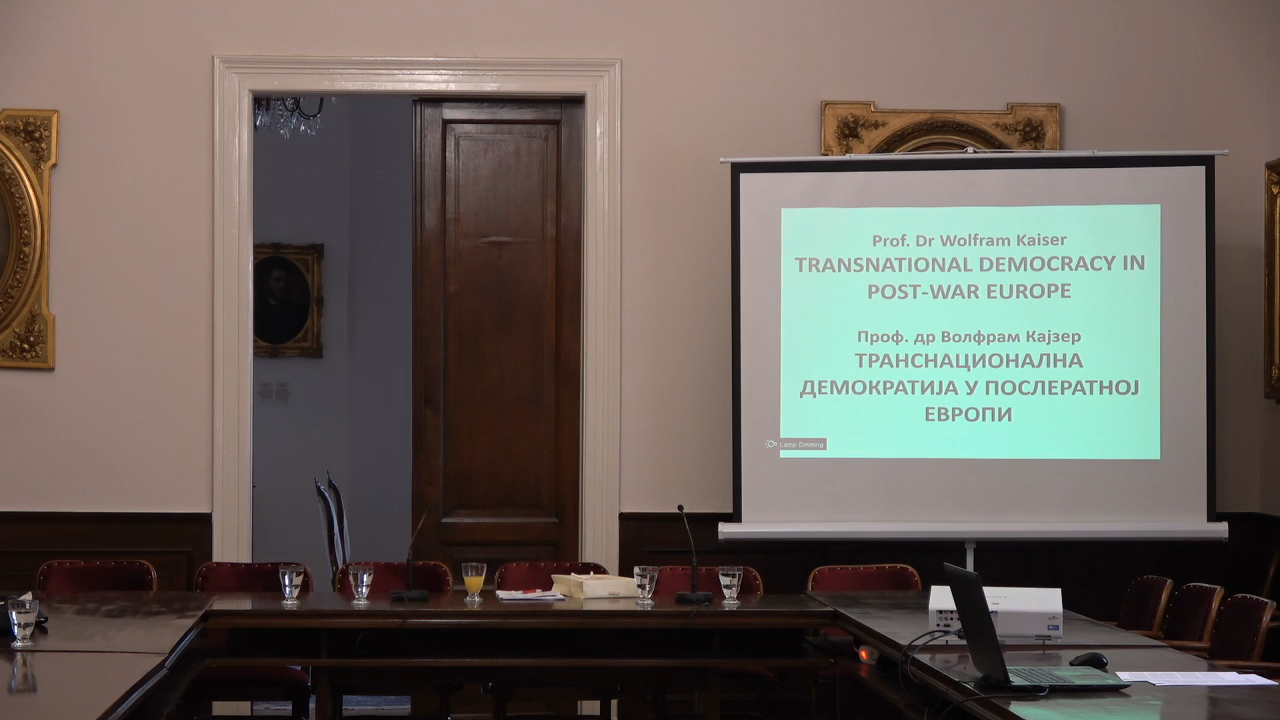 Prof. Dr Wolfram Kaiser
TRANSNATIONAL DEMOCRACY IN
POST-WAR EUROPE
Проф. др Волфрам Кајзер
ТРАНСНАЦИОНАЛНА
ДЕМОКРАТИЈА У ПОСЛЕРАТНОЈ
ЕВРОПИ
Lamp Dimming